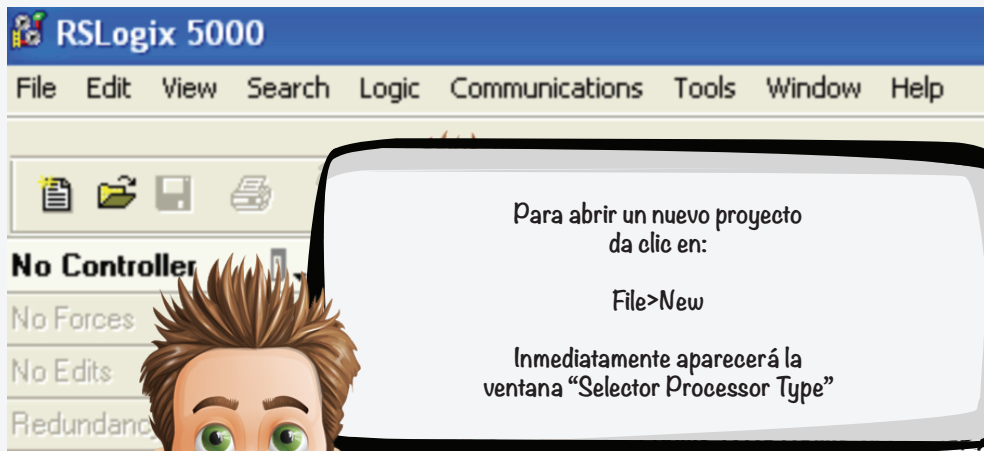 RSLogix 5000
File Edit View Search Logic Communications Tools Window Help
No Controller
No Forces
No Edits
Para abrir un nuevo proyecto
da clic en:
File>New
Inmediatamente aparecerá la
ventana “Selector Processor Type”